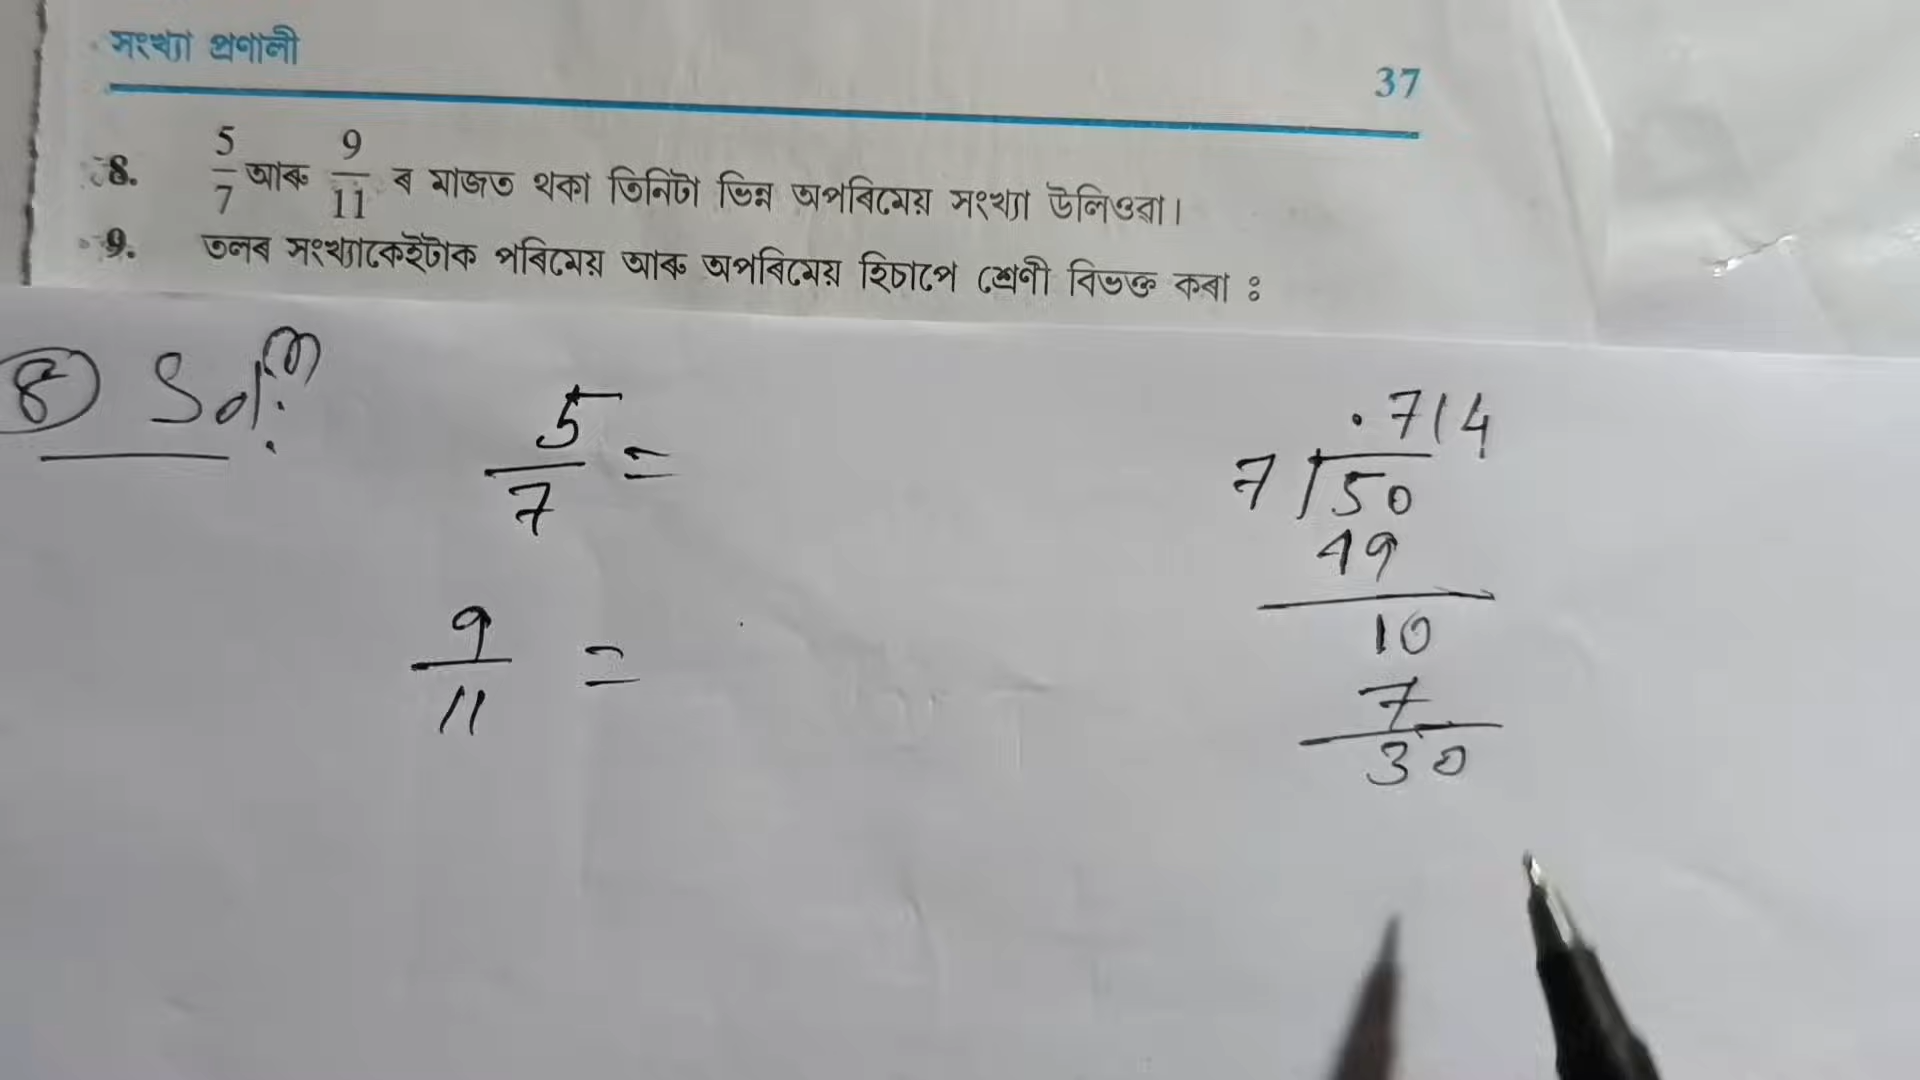 সংখ্যা প্ৰণালী
37
8. 5/7 আৰু 9/11 ৰ মাজত থকা তিনিটা ভিন্ন অপৰিমেয় সংখ্যা উলিওৱা।
9. তলৰ সংখ্যাকেইটাক পৰিমেয় আৰু অপৰিমেয় হিচাপে শ্ৰেণী বিভক্ত কৰা ঃ
8 Solⁿ:
5/7 =
9/11 =
.714
7 50
49
10
7
30